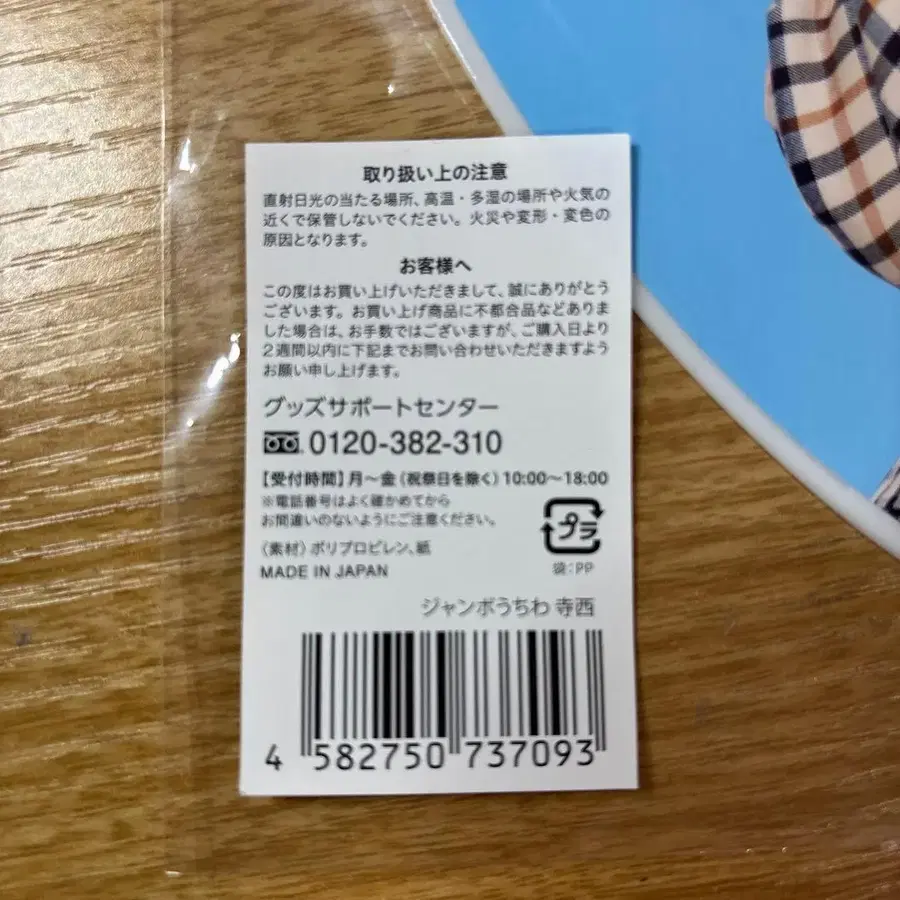 取り扱い上の注意
直射日光の当たる場所、高温・多湿の場所や火気の
近くで保管しないでください。火災や変形・変色の
原因となります。
お客様へ
この度はお買い上げいただきまして、誠にありがとう
ございます。お買い上げ商品に不都合品などありま
した場合は、お手数ではございますが、ご購入日より
2週間以内に下記までお問い合わせいただきますよう
お願い申し上げます。
グッズサポートセンター
0120-382-310
【受付時間】月〜金（祝祭日を除く）10:00〜18:00
※電話番号はよく確かめてから
お間違いのないようにご注意ください。
プラ
袋:PP
（素材）ポリプロピレン、紙
MADE IN JAPAN
ジャンボうちわ 寺西
4 582750 737093